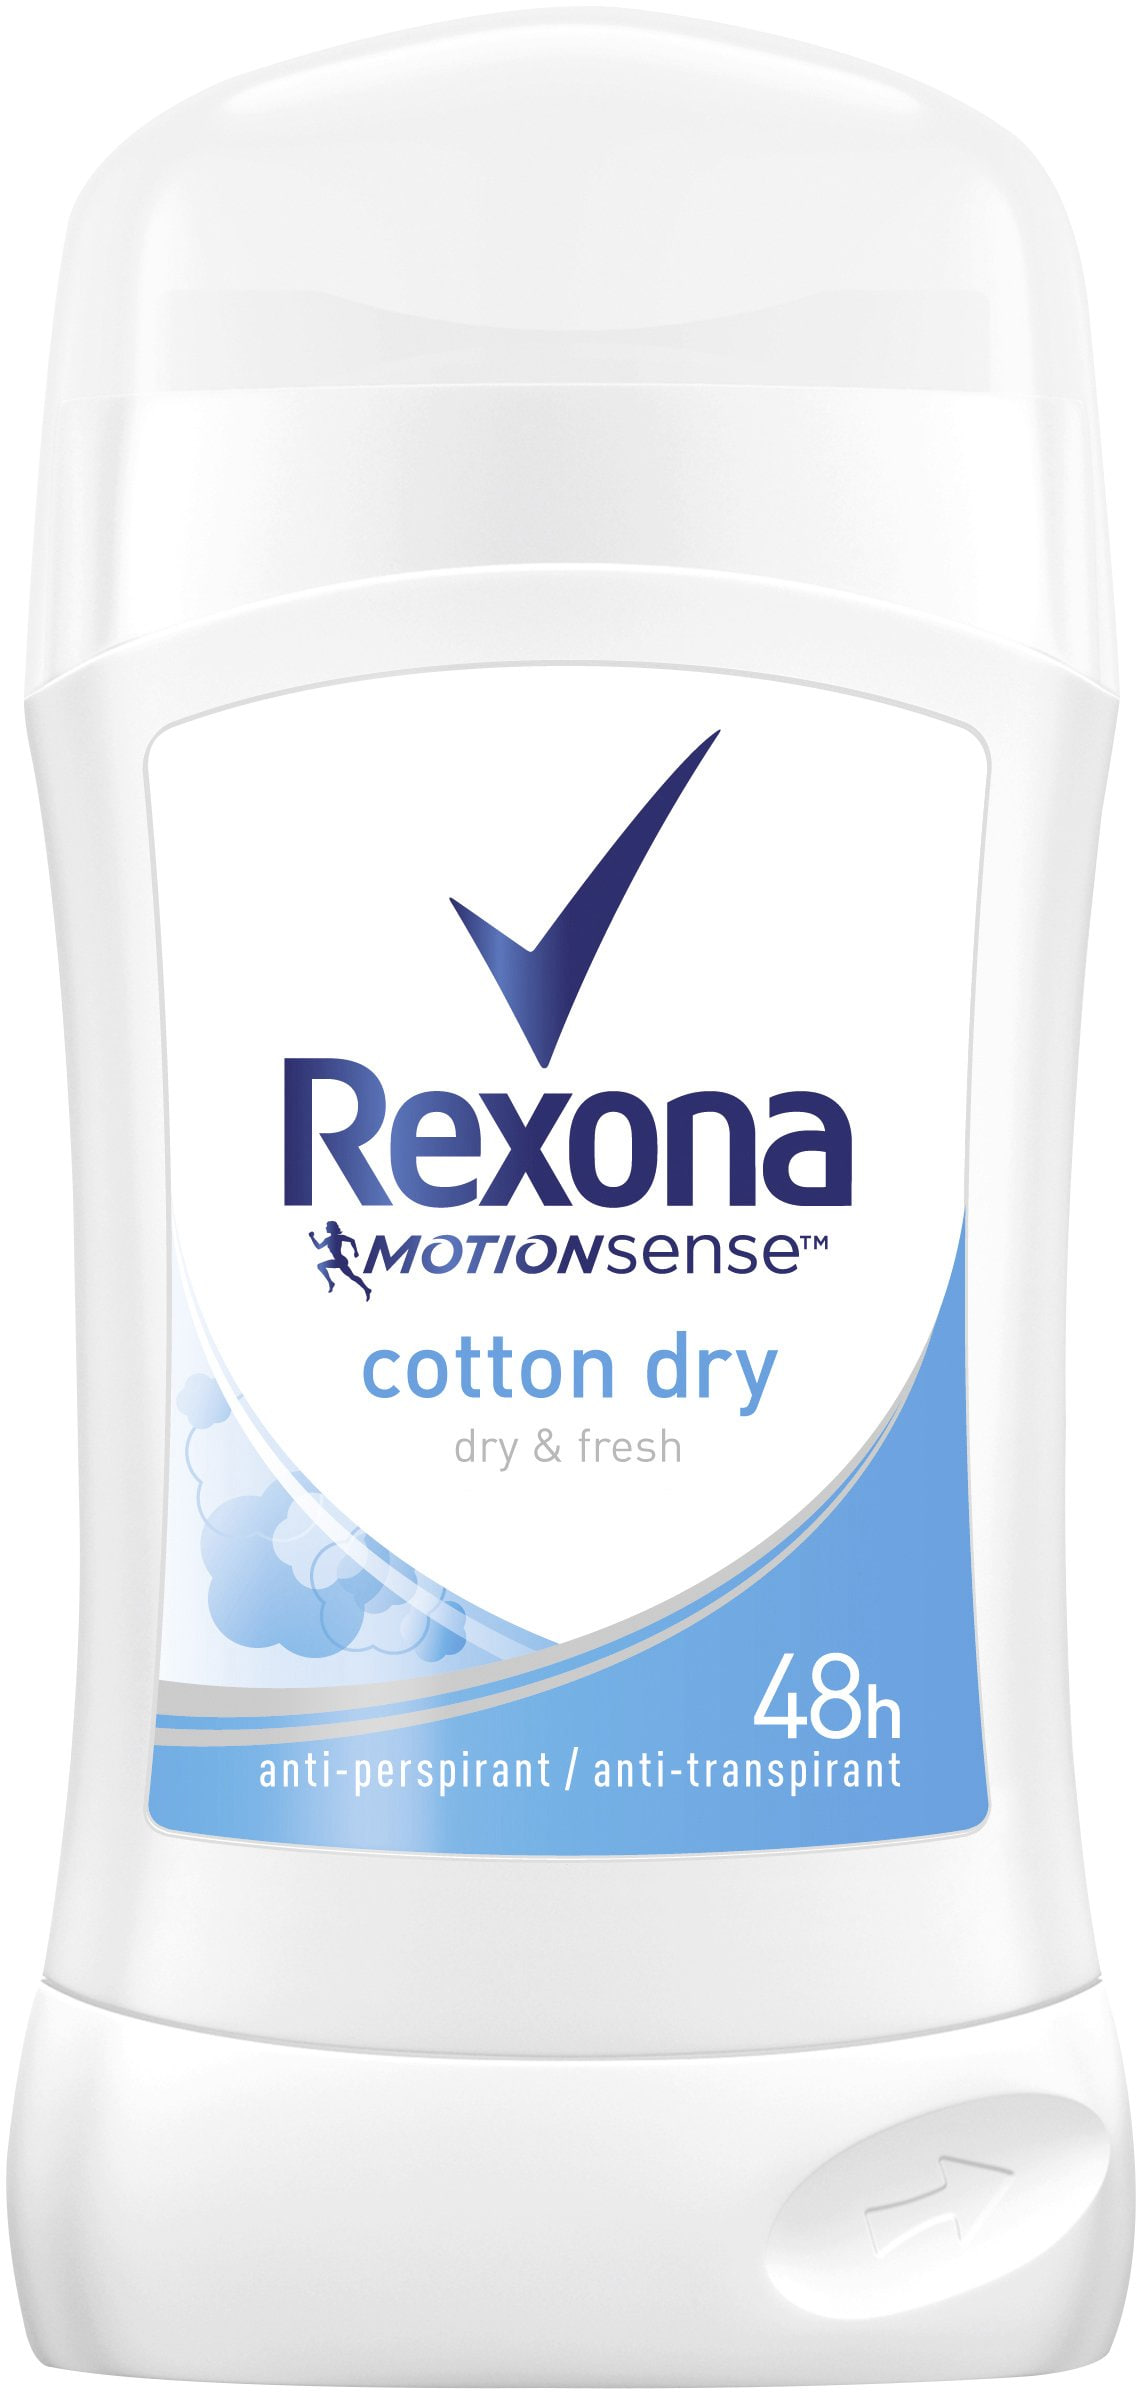 Rexona
MOTIONsense™
cotton dry
dry & fresh
48h
anti-perspirant / anti-transpirant